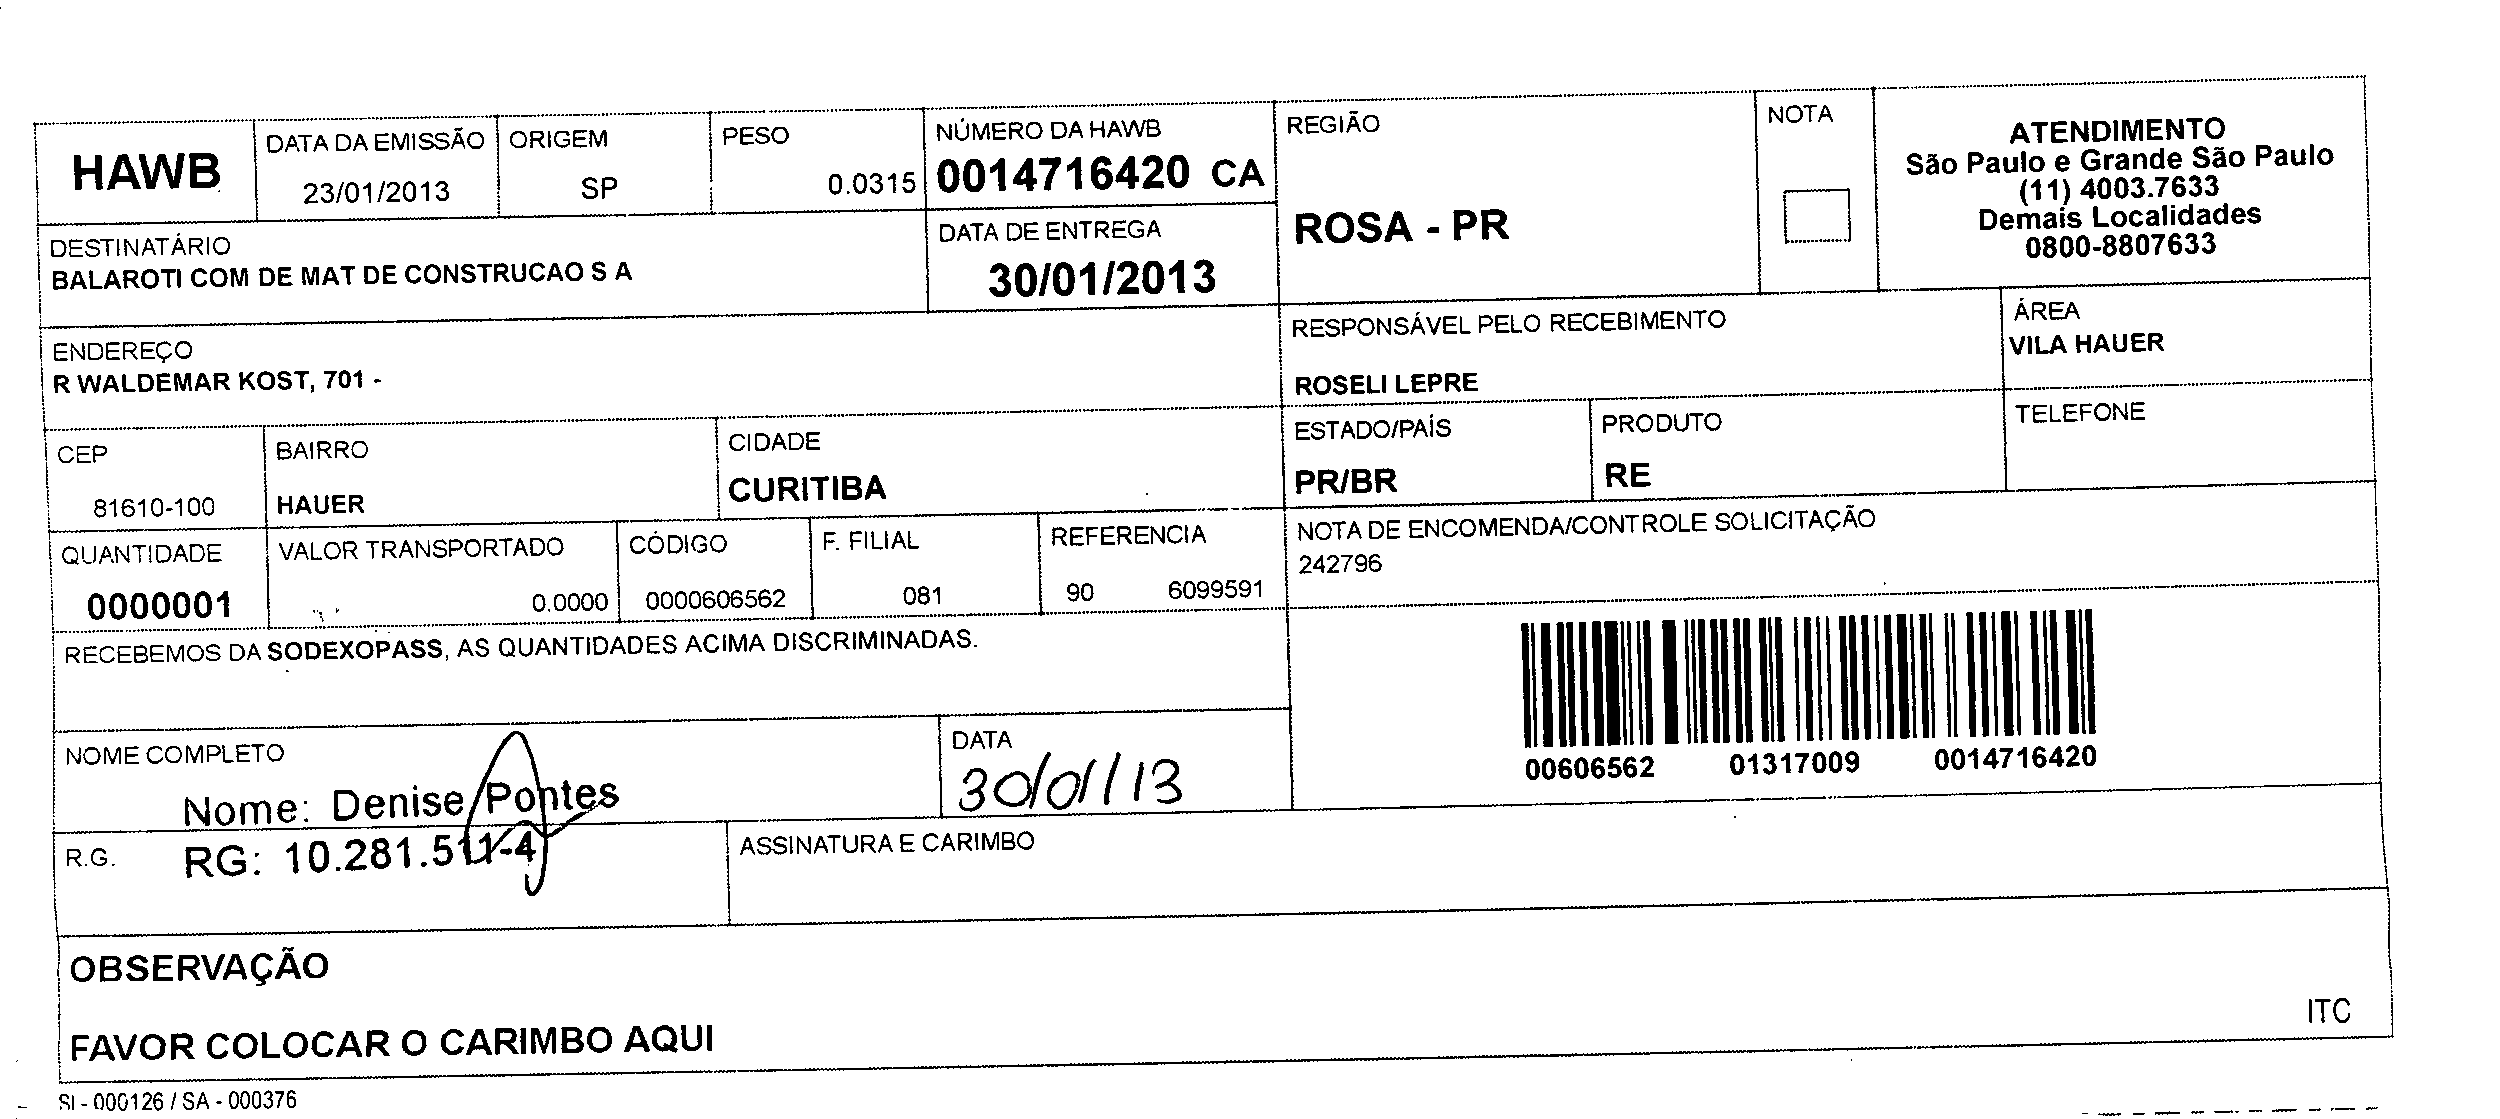 HAWB
DATA DA EMISSÃO
23/01/2013
ORIGEM
SP
PESO
0.0315
NÚMERO DA HAWB
0014716420 CA
REGIÃO
ROSA - PR
NOTA
ATENDIMENTO
São Paulo e Grande São Paulo
(11) 4003.7633
Demais Localidades
0800-8807633
DESTINATÁRIO
BALAROTI COM DE MAT DE CONSTRUCAO S A
DATA DE ENTREGA
30/01/2013
ENDEREÇO
R WALDEMAR KOST, 701 -
RESPONSÁVEL PELO RECEBIMENTO
ROSELI LEPRE
ÁREA
VILA HAUER
CEP
81610-100
BAIRRO
HAUER
CIDADE
CURITIBA
ESTADO/PAÍS
PR/BR
PRODUTO
RE
TELEFONE
QUANTIDADE
0000001
VALOR TRANSPORTADO
0.0000
CÓDIGO
0000606562
F. FILIAL
081
REFERENCIA
90 6099591
NOTA DE ENCOMENDA/CONTROLE SOLICITAÇÃO
242796
RECEBEMOS DA SODEXOPASS, AS QUANTIDADES ACIMA DISCRIMINADAS.
00606562 01317009 0014716420
NOME COMPLETO
Nome: Denise Pontes
DATA
30/01/13
R.G.
RG: 10.281.511-4
ASSINATURA E CARIMBO
OBSERVAÇÃO
FAVOR COLOCAR O CARIMBO AQUI
ITC
SI - 000126 / SA - 000376